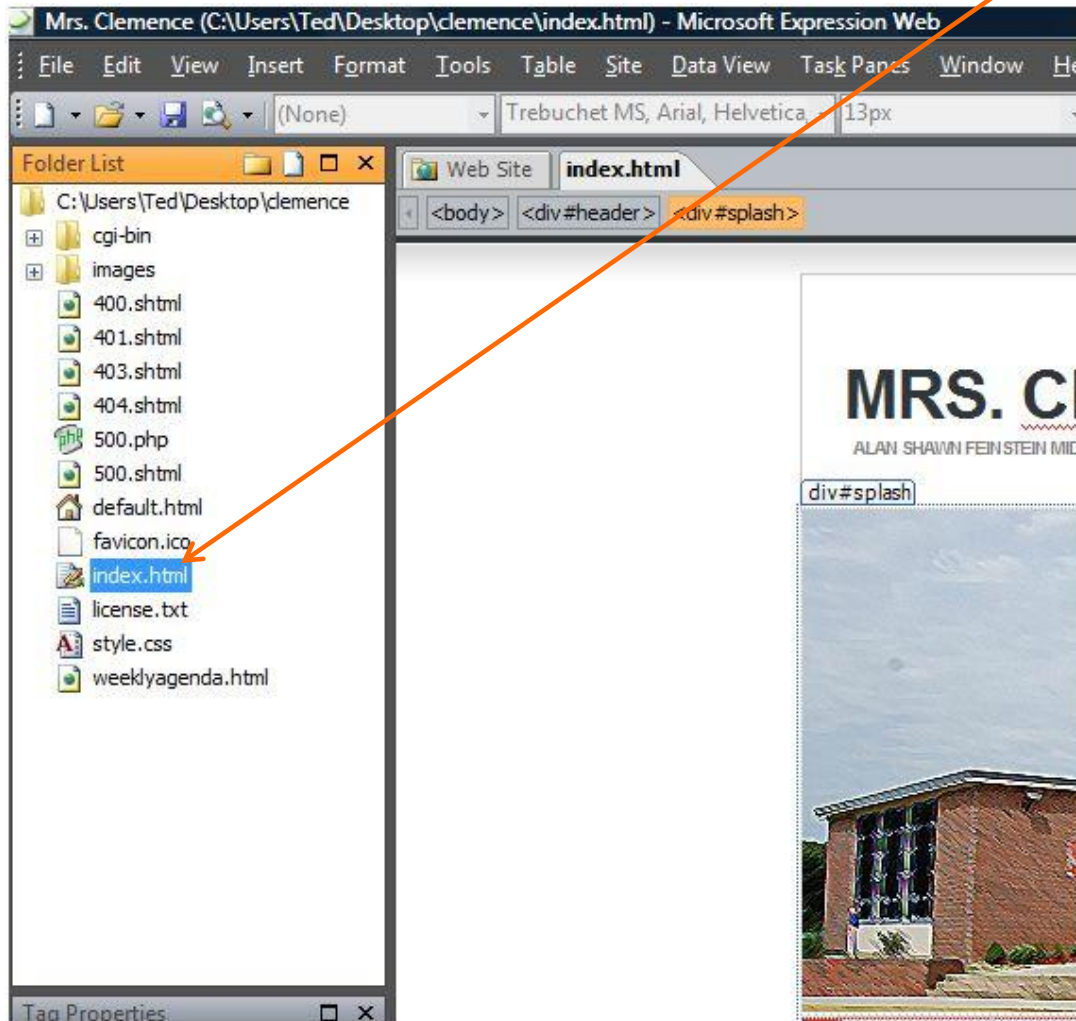 Mrs. Clemence (C:\Users\Ted\Desktop\clemence\index.html) - Microsoft Expression Web
File Edit View Insert Format Tools Table Site Data View Task Panes Window He
(None) Trebuchet MS, Arial, Helvetica, 13px
Folder List
Web Site index.html
<body> <div#header> <div#splash>
C:\Users\Ted\Desktop\clemence
cgi-bin
images
400.shtml
401.shtml
403.shtml
404.shtml
500.php
500.shtml
default.html
favicon.ico
index.html
license.txt
style.css
weeklyagenda.html
MRS. CL
ALAN SHAWN FEINSTEIN MID
div#splash
Tag Properties